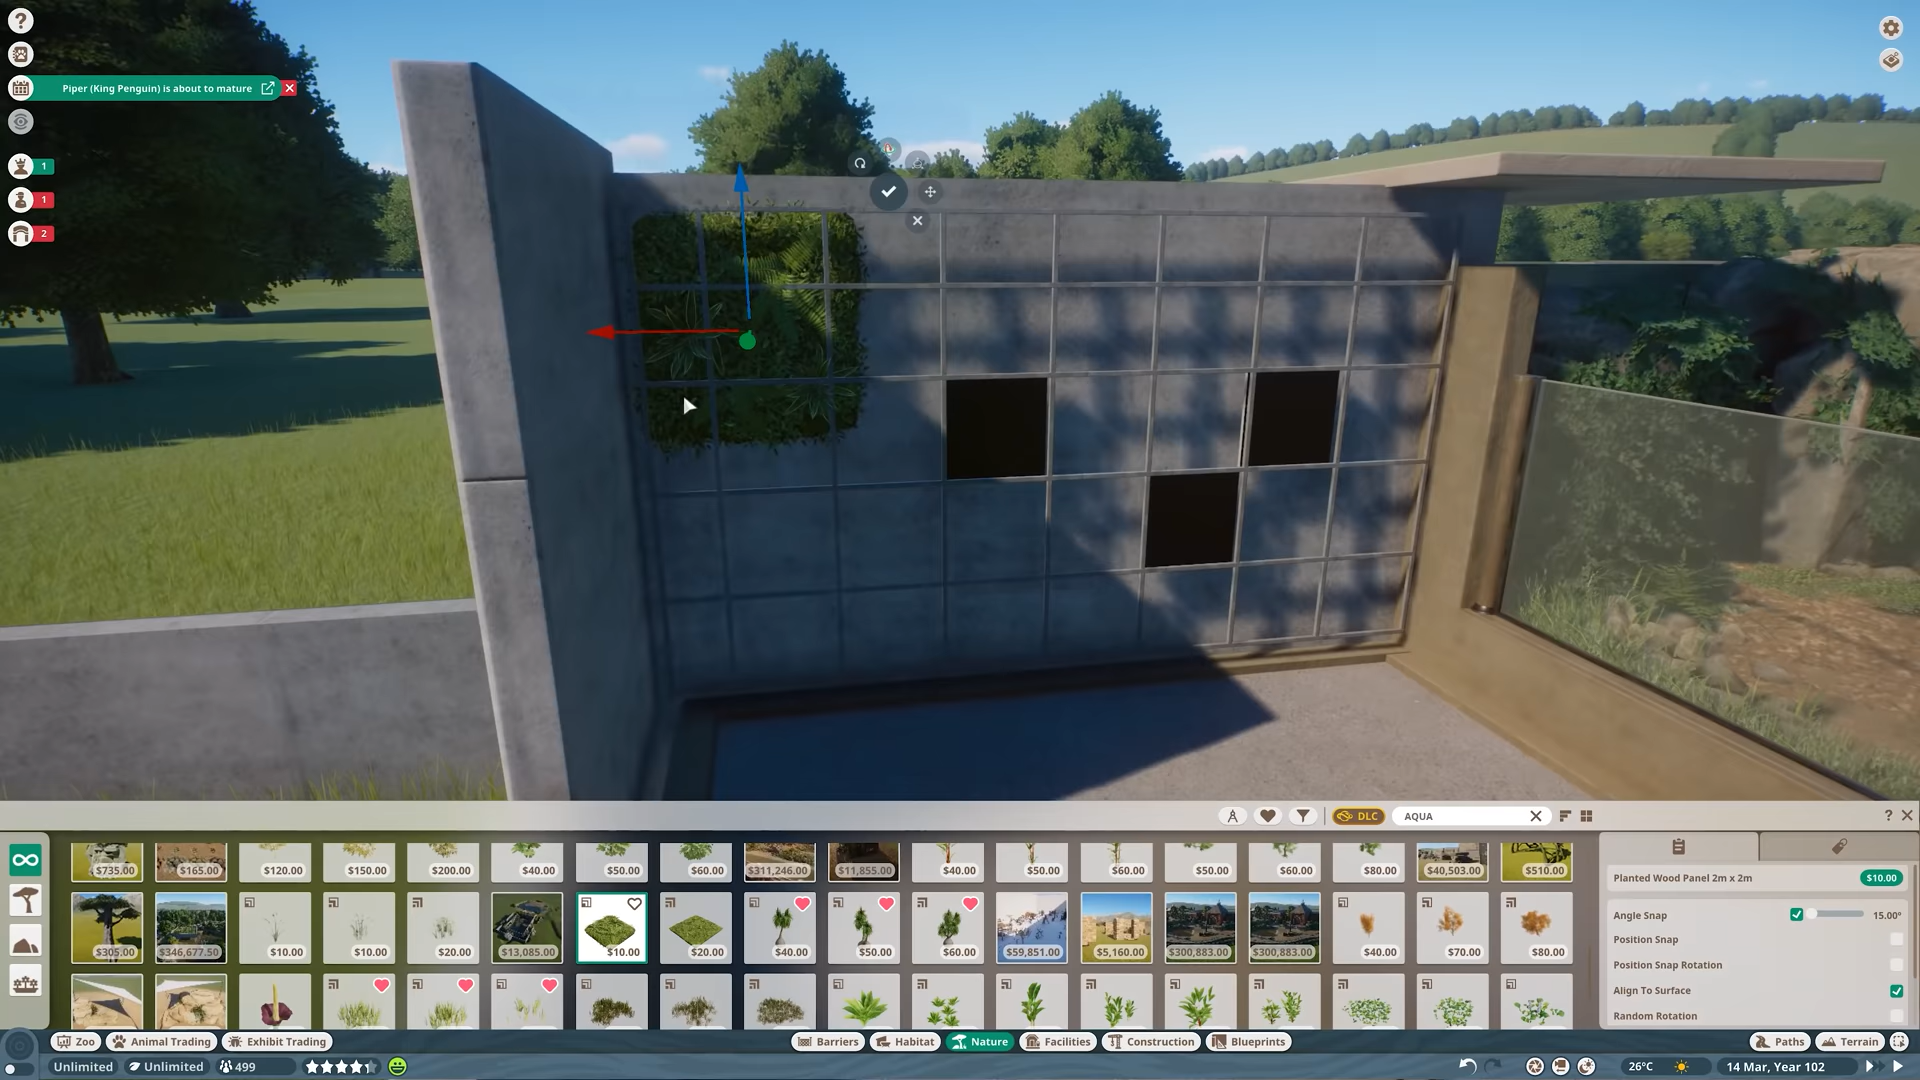 ?
Piper (King Penguin) is about to mature
1
1
2
DLC
AQUA
?
$735.00 $165.00 $120.00 $150.00 $200.00 $40.00 $50.00 $60.00 $311,246.00 $11,855.00 $40.00 $50.00 $60.00 $50.00 $60.00 $80.00 $40,503.00 $510.00
$305.00 $346,677.50 $10.00 $10.00 $20.00 $13,085.00 $10.00 $20.00 $40.00 $50.00 $60.00 $59,851.00 $5,160.00 $300,883.00 $300,883.00 $40.00 $70.00 $80.00
Planted Wood Panel 2m x 2m $10.00
Angle Snap 15.00°
Position Snap
Position Snap Rotation
Align To Surface
Random Rotation
Zoo Animal Trading Exhibit Trading Barriers Habitat Nature Facilities Construction Blueprints Paths Terrain
Unlimited Unlimited 499 26°C 14 Mar, Year 102